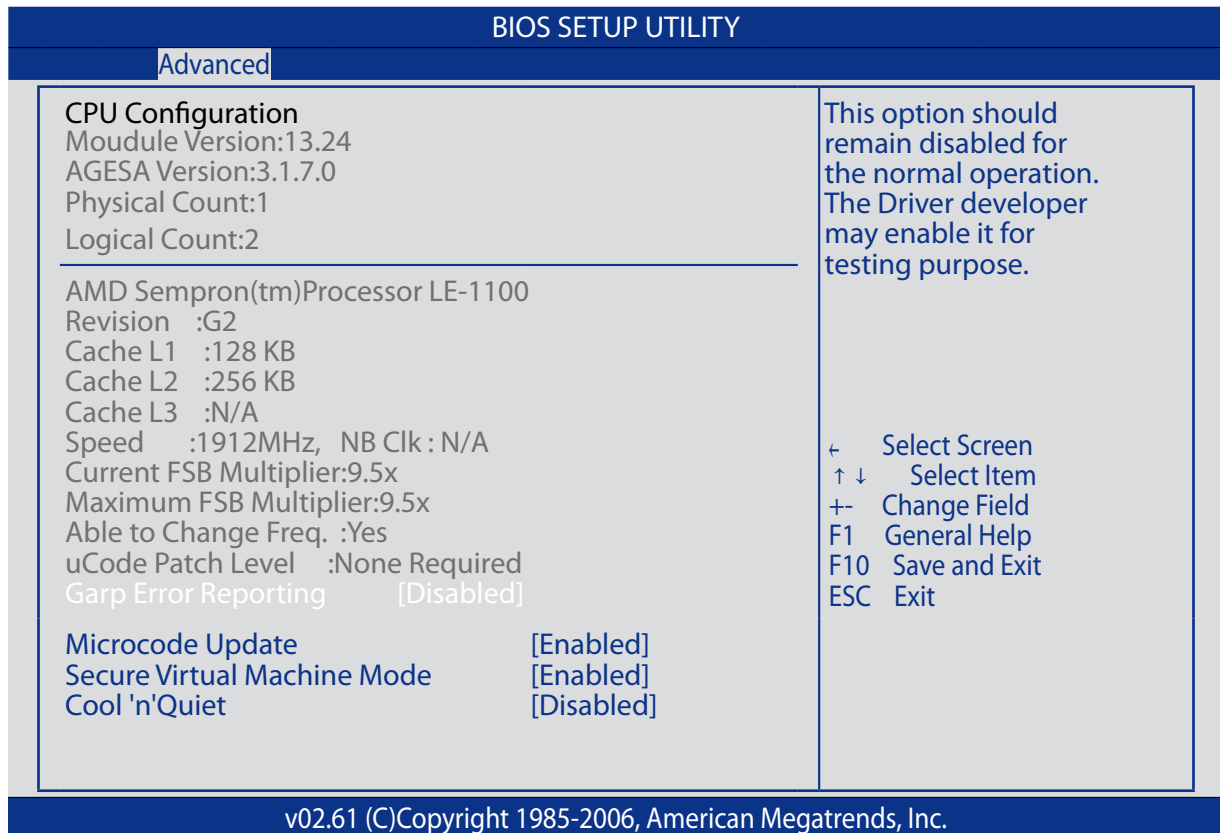 BIOS SETUP UTILITY
Advanced
CPU Configuration
Moudule Version:13.24
AGESA Version:3.1.7.0
Physical Count:1
Logical Count:2
AMD Sempron(tm)Processor LE-1100
Revision :G2
Cache L1 :128 KB
Cache L2 :256 KB
Cache L3 :N/A
Speed :1912MHz, NB Clk : N/A
Current FSB Multiplier:9.5x
Maximum FSB Multiplier:9.5x
Able to Change Freq. :Yes
uCode Patch Level :None Required
Garp Error Reporting [Disabled]
Microcode Update [Enabled]
Secure Virtual Machine Mode [Enabled]
Cool 'n'Quiet [Disabled]
This option should
remain disabled for
the normal operation.
The Driver developer
may enable it for
testing purpose.
← Select Screen
↑↓ Select Item
+- Change Field
F1 General Help
F10 Save and Exit
ESC Exit
v02.61 (C)Copyright 1985-2006, American Megatrends, Inc.